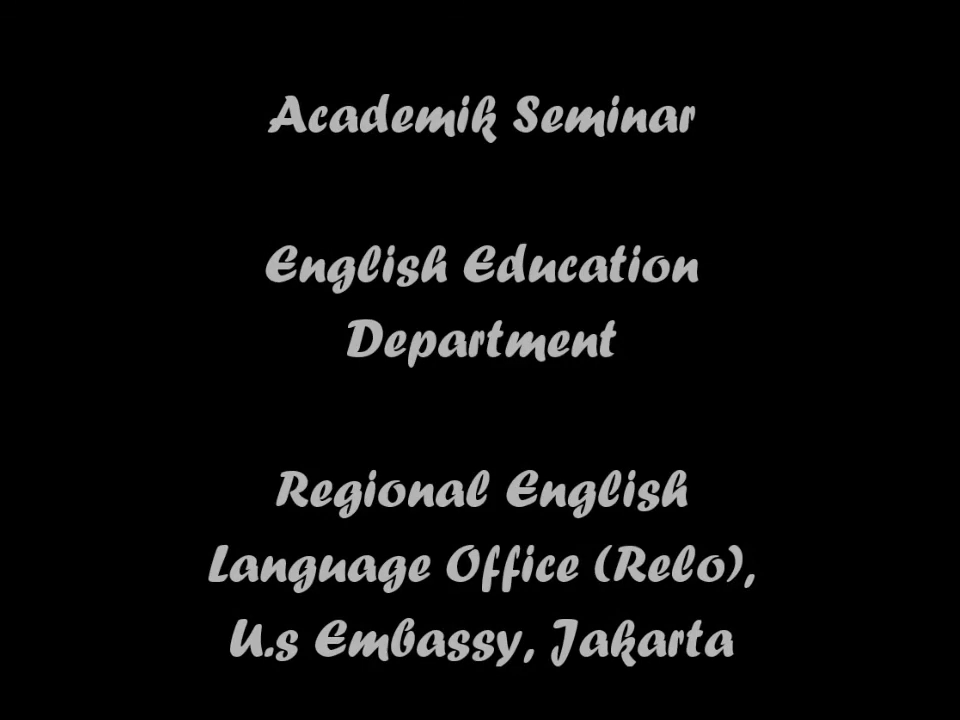 Academik Seminar
English Education
Department
Regional English
Language Office (Relo),
U.s Embassy, Jakarta